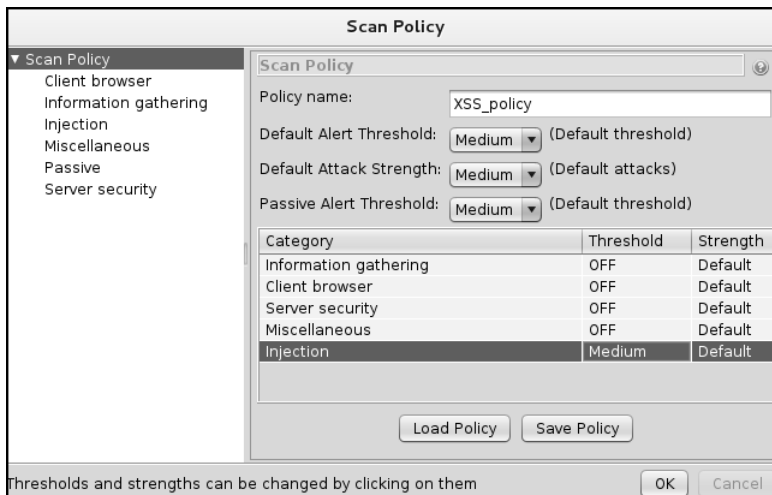 Scan Policy
▼ Scan Policy
Client browser
Information gathering
Injection
Miscellaneous
Passive
Server security
Scan Policy
Policy name: XSS_policy
Default Alert Threshold: Medium (Default threshold)
Default Attack Strength: Medium (Default attacks)
Passive Alert Threshold: Medium (Default threshold)
Category Threshold Strength
Information gathering OFF Default
Client browser OFF Default
Server security OFF Default
Miscellaneous OFF Default
Injection Medium Default
Load Policy Save Policy
Thresholds and strengths can be changed by clicking on them OK Cancel